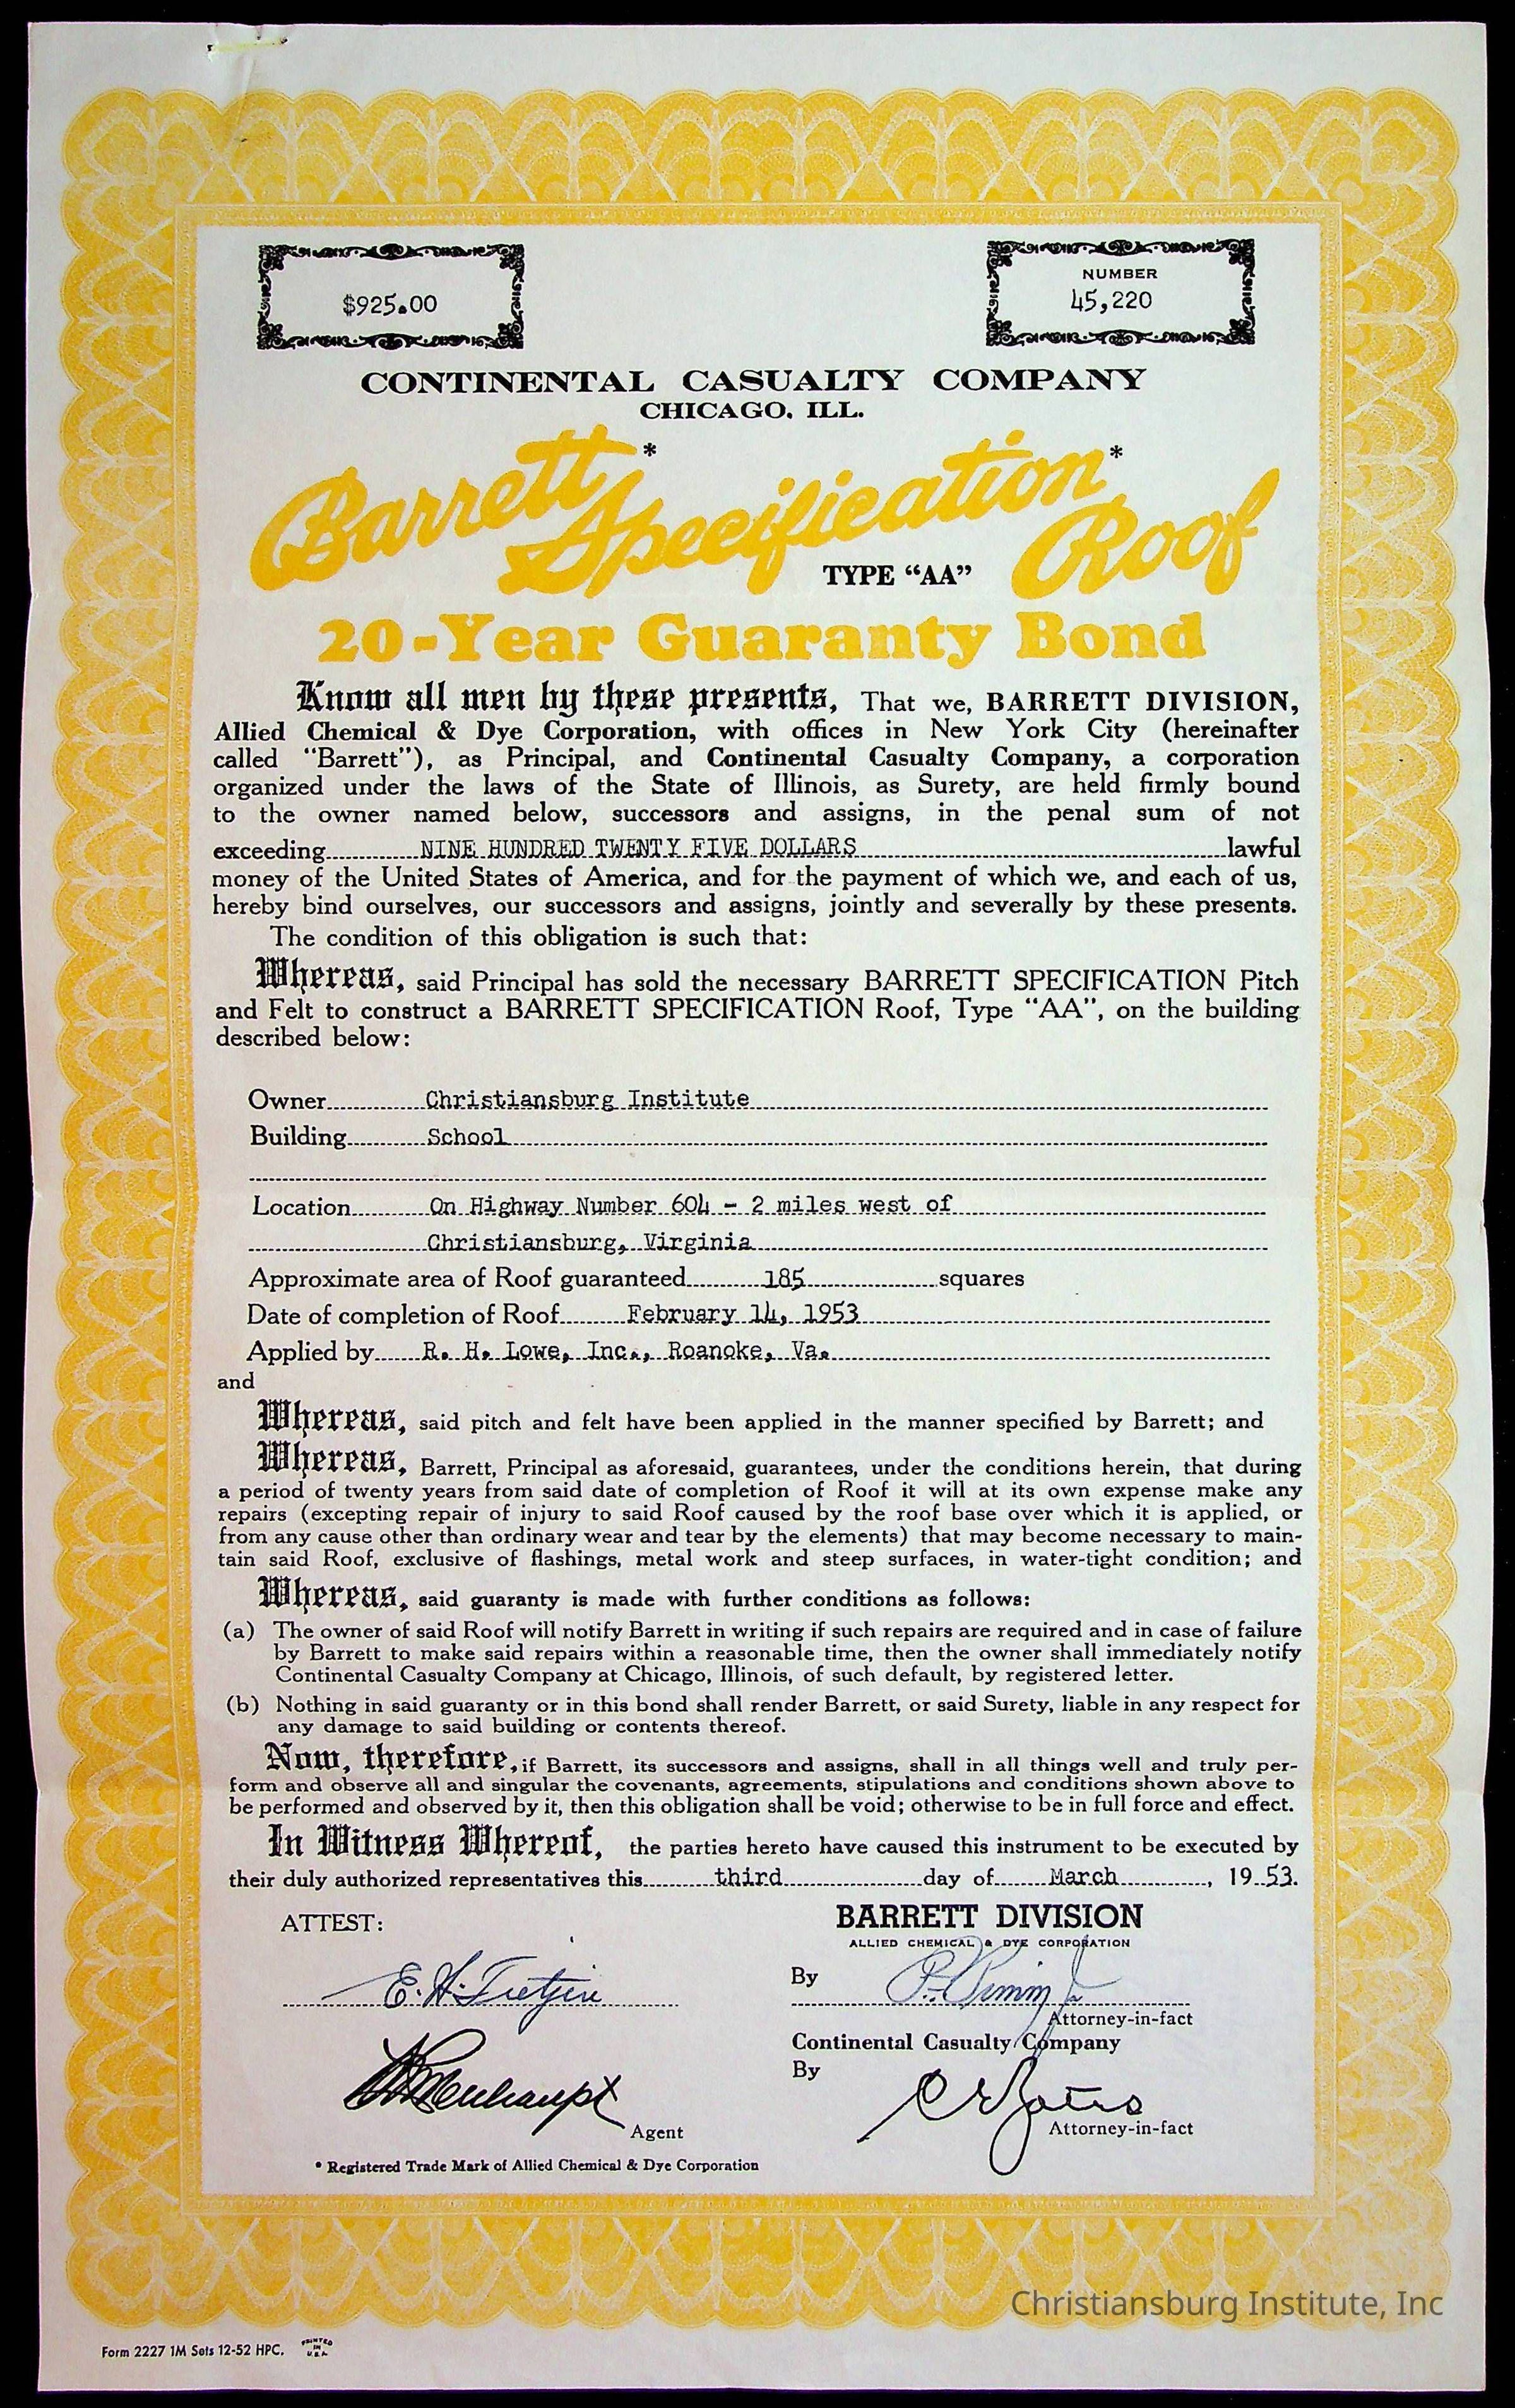 $925.00
NUMBER
45,220
CONTINENTAL CASUALTY COMPANY
CHICAGO, ILL.
Barrett* Specification* Roof
TYPE “AA”
20-Year Guaranty Bond
Know all men by these presents, That we, BARRETT DIVISION,
Allied Chemical & Dye Corporation, with offices in New York City (hereinafter
called "Barrett"), as Principal, and Continental Casualty Company, a corporation
organized under the laws of the State of Illinois, as Surety, are held firmly bound
to the owner named below, successors and assigns, in the penal sum of not
exceeding NINE HUNDRED TWENTY FIVE DOLLARS lawful
money of the United States of America, and for the payment of which we, and each of us,
hereby bind ourselves, our successors and assigns, jointly and severally by these presents.
The condition of this obligation is such that:
Whereas, said Principal has sold the necessary BARRETT SPECIFICATION Pitch
and Felt to construct a BARRETT SPECIFICATION Roof, Type “AA”, on the building
described below:
Owner Christiansburg Institute
Building School
Location On Highway Number 604 - 2 miles west of
Christiansburg, Virginia
Approximate area of Roof guaranteed 185 squares
Date of completion of Roof February 14, 1953
Applied by R. H. Lowe, Inc., Roanoke, Va.
and
Whereas, said pitch and felt have been applied in the manner specified by Barrett; and
Whereas, Barrett, Principal as aforesaid, guarantees, under the conditions herein, that during
a period of twenty years from said date of completion of Roof it will at its own expense make any
repairs (excepting repair of injury to said Roof caused by the roof base over which it is applied, or
from any cause other than ordinary wear and tear by the elements) that may become necessary to main-
tain said Roof, exclusive of flashings, metal work and steep surfaces, in water-tight condition; and
Whereas, said guaranty is made with further conditions as follows:
(a) The owner of said Roof will notify Barrett in writing if such repairs are required and in case of failure
by Barrett to make said repairs within a reasonable time, then the owner shall immediately notify
Continental Casualty Company at Chicago, Illinois, of such default, by registered letter.
(b) Nothing in said guaranty or in this bond shall render Barrett, or said Surety, liable in any respect for
any damage to said building or contents thereof.
Now, therefore, if Barrett, its successors and assigns, shall in all things well and truly per-
form and observe all and singular the covenants, agreements, stipulations and conditions shown above to
be performed and observed by it, then this obligation shall be void; otherwise to be in full force and effect.
In Witness Whereof, the parties hereto have caused this instrument to be executed by
their duly authorized representatives this third day of March, 19 53.
ATTEST:
BARRETT DIVISION
ALLIED CHEMICAL & DYE CORPORATION
E. H. Tietjen
By
Attorney-in-fact
Continental Casualty Company
By
Agent
Attorney-in-fact
* Registered Trade Mark of Allied Chemical & Dye Corporation
Christiansburg Institute, Inc
Form 2227 1M Sets 12-52 HPC.
PRINTED
IN
U.S.A.